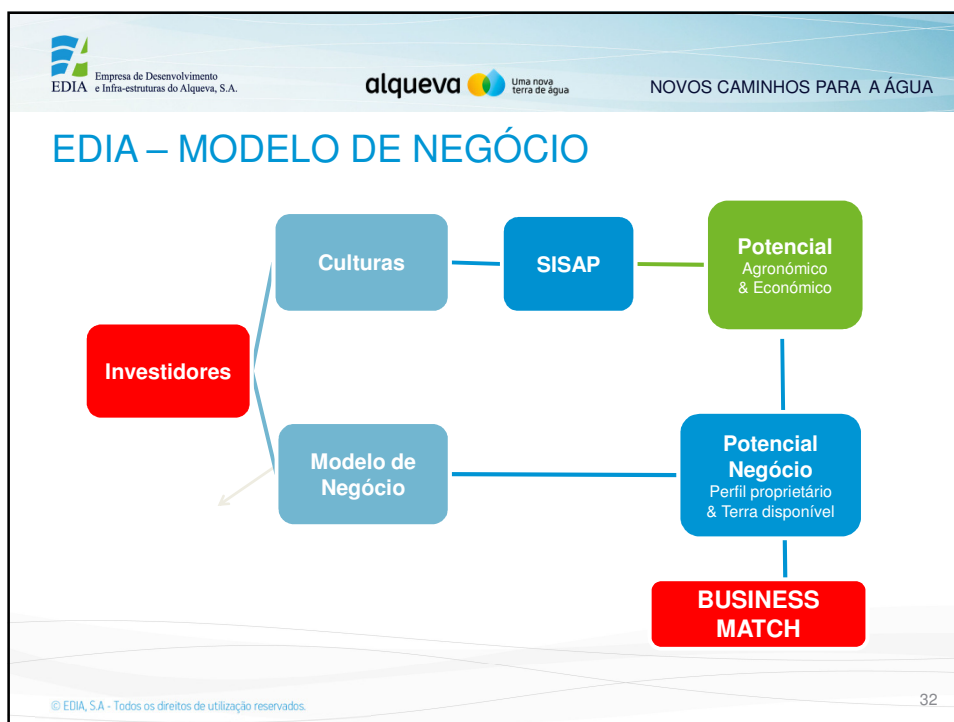 EDIA
Empresa de Desenvolvimento
e Infra-estruturas do Alqueva, S.A.
alqueva
Uma nova
terra de água
NOVOS CAMINHOS PARA A ÁGUA
EDIA – MODELO DE NEGÓCIO
Culturas
SISAP
Potencial
Agronómico
& Económico
Investidores
Modelo de
Negócio
Potencial
Negócio
Perfil proprietário
& Terra disponível
BUSINESS
MATCH
© EDIA, S.A - Todos os direitos de utilização reservados.
32